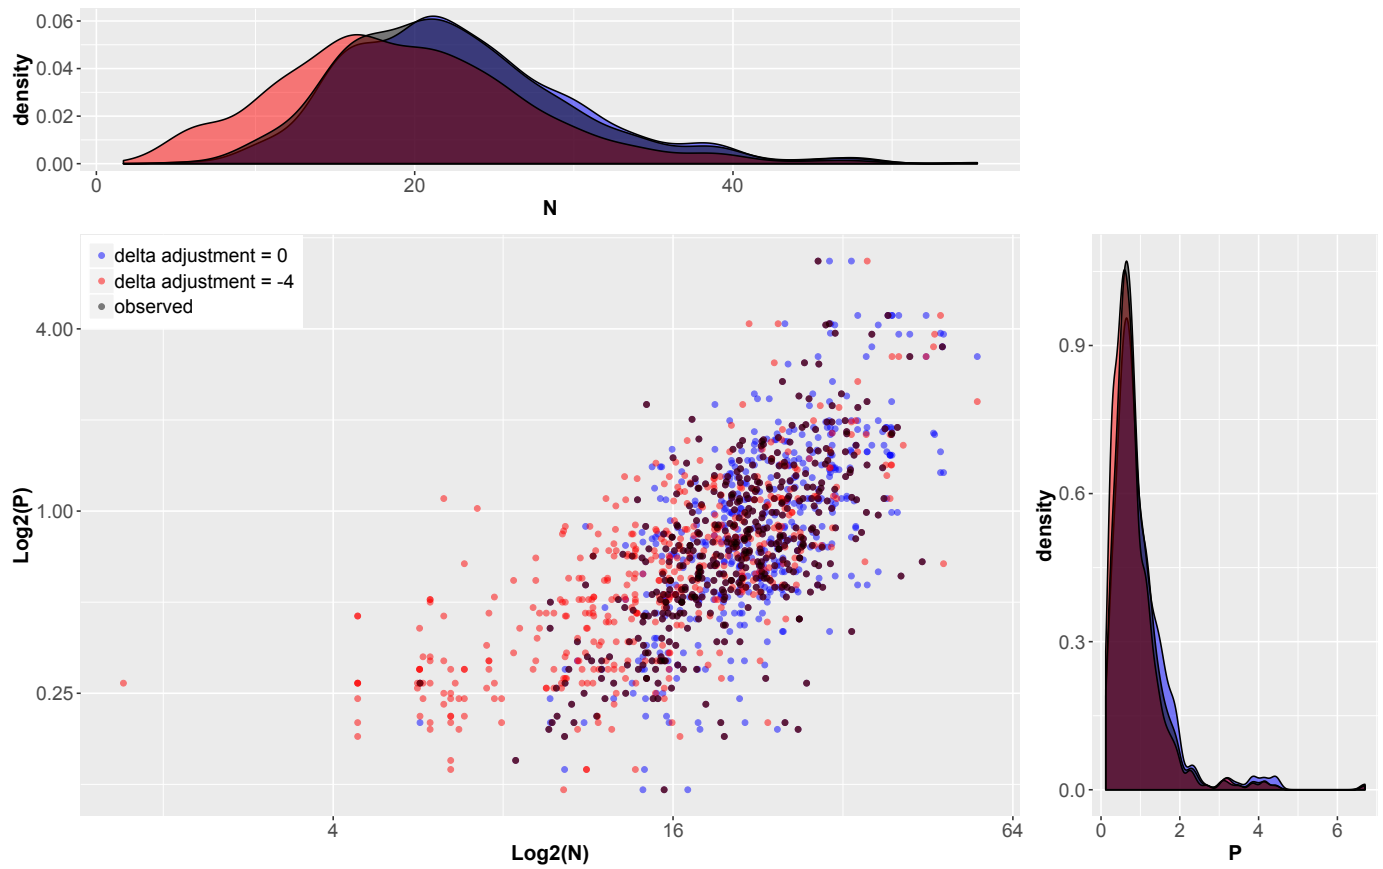 0.06
0.04
0.02
0.00
density
0 20 40
N
delta adjustment = 0
delta adjustment = -4
observed
4.00
1.00
0.25
Log2(P)
4 16 64
Log2(N)
0.9
0.6
0.3
0.0
density
0 2 4 6
P